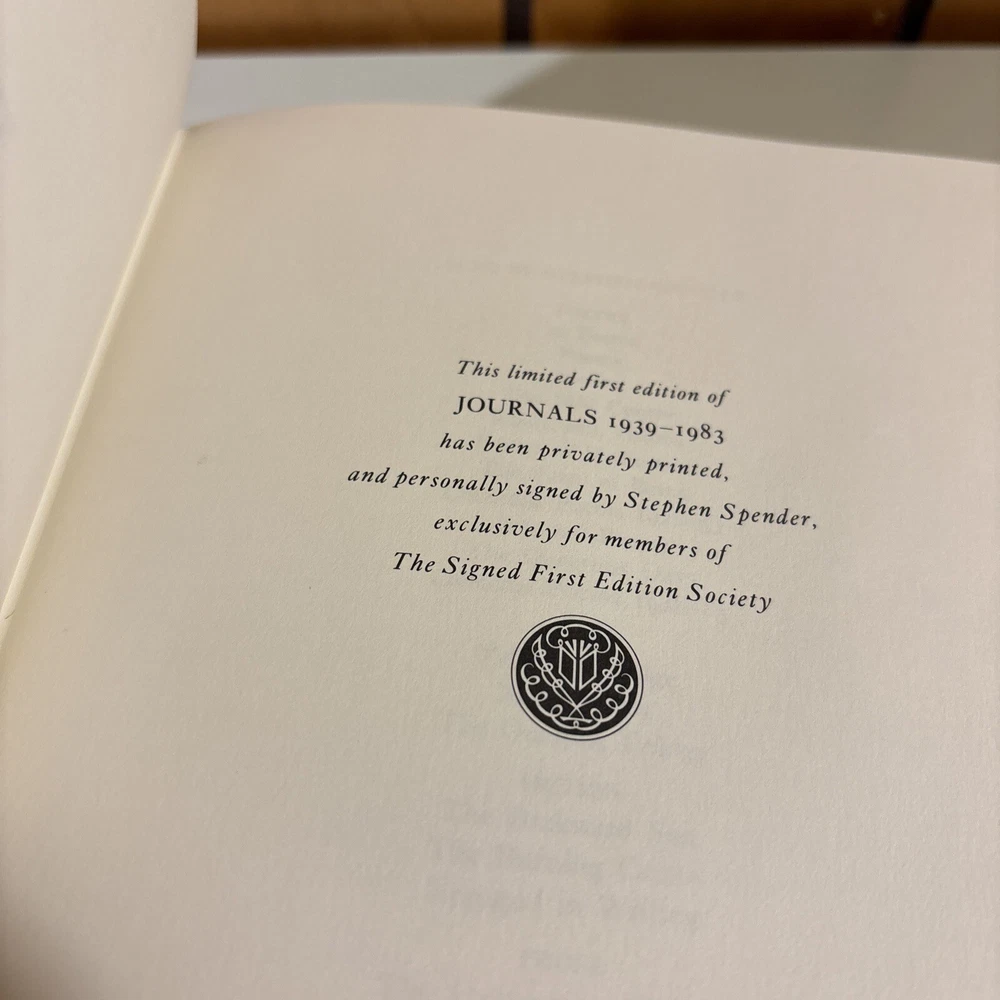 This limited first edition of
JOURNALS 1939–1983
has been privately printed,
and personally signed by Stephen Spender,
exclusively for members of
The Signed First Edition Society